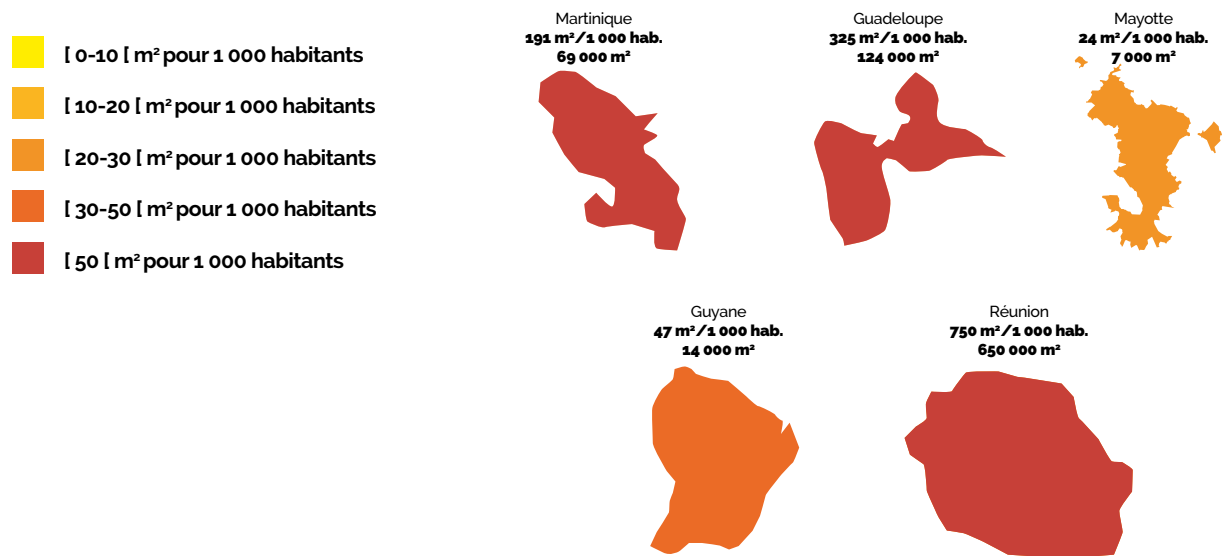 [ 0-10 [ m² pour 1 000 habitants
[ 10-20 [ m² pour 1 000 habitants
[ 20-30 [ m² pour 1 000 habitants
[ 30-50 [ m² pour 1 000 habitants
[ 50 [ m² pour 1 000 habitants
Martinique
191 m²/1 000 hab.
69 000 m²
Guadeloupe
325 m²/1 000 hab.
124 000 m²
Mayotte
24 m²/1 000 hab.
7 000 m²
Guyane
47 m²/1 000 hab.
14 000 m²
Réunion
750 m²/1 000 hab.
650 000 m²